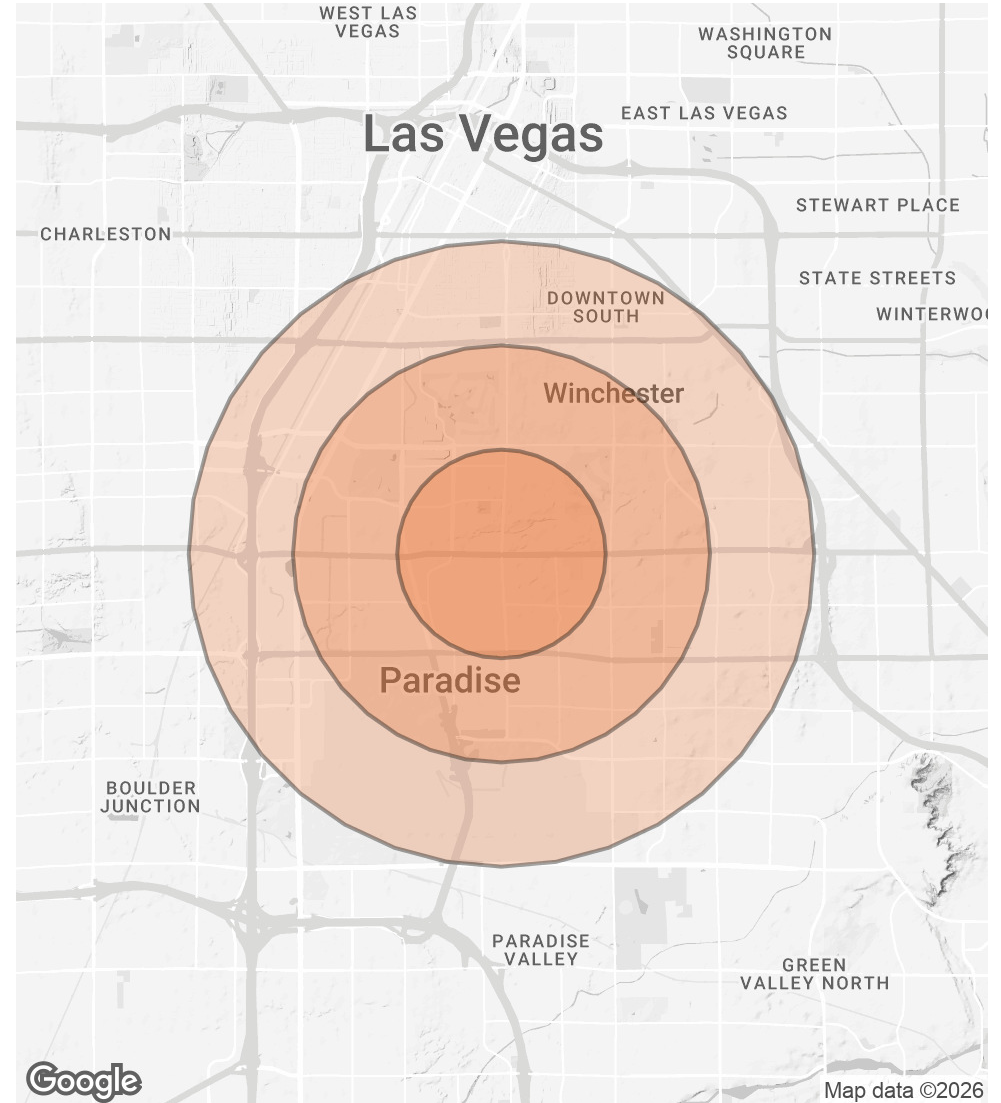 WEST LAS
VEGAS
WASHINGTON
SQUARE
EAST LAS VEGAS
Las Vegas
STEWART PLACE
CHARLESTON
STATE STREETS
DOWNTOWN
SOUTH
WINTERWOO
Winchester
Paradise
BOULDER
JUNCTION
PARADISE
VALLEY
GREEN
VALLEY NORTH
Google
Map data ©2026